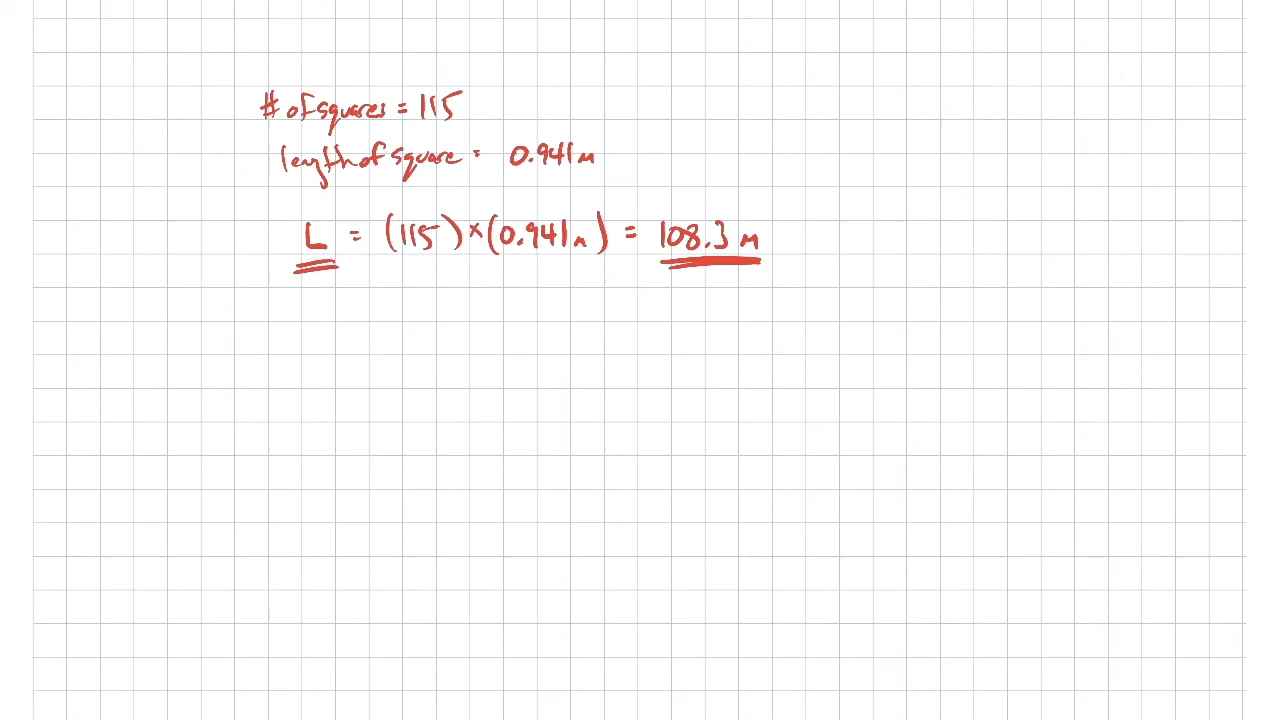 # of squares = 115
length of square = 0.941 m
L = (115) × (0.941 m) = 108.3 m